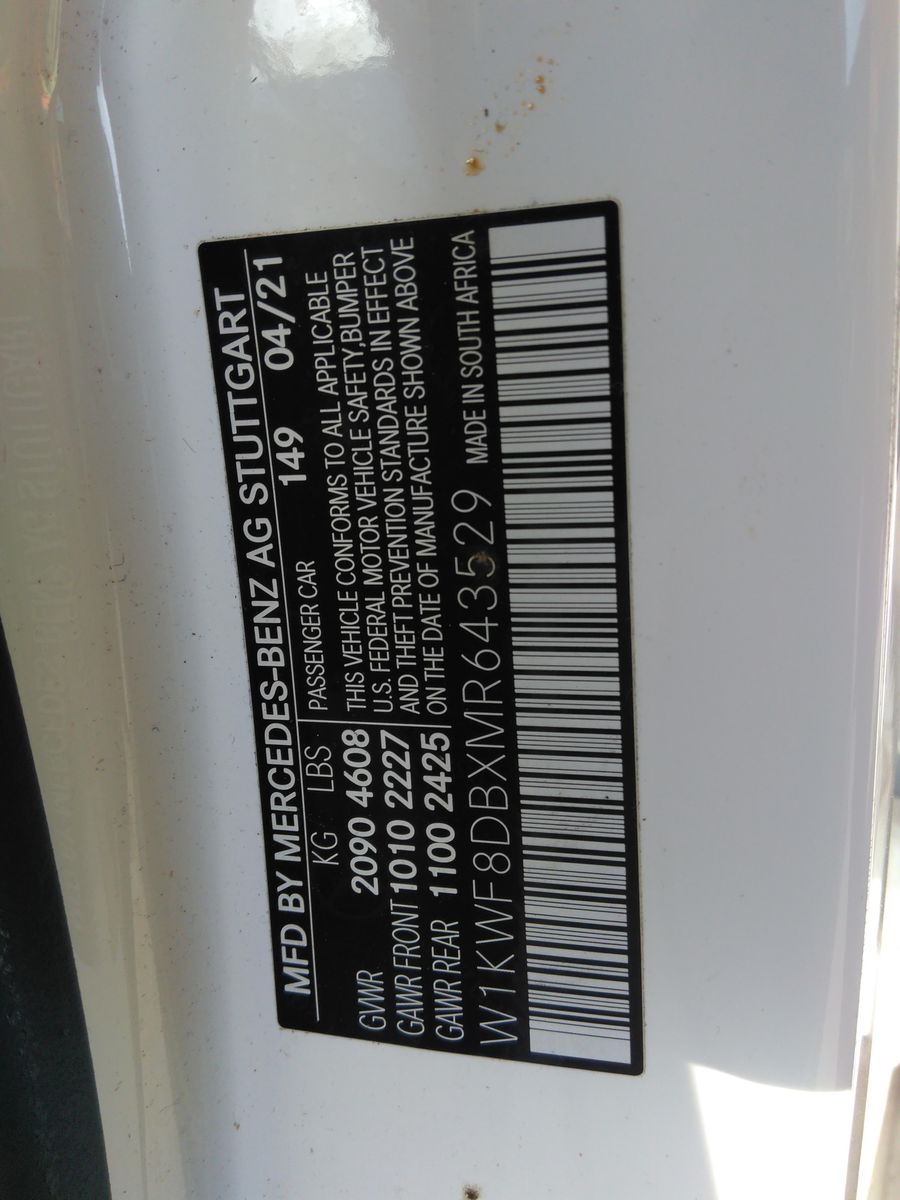 MFD BY MERCEDES-BENZ AG STUTTGART
KG LBS PASSENGER CAR 149 04/21
GVWR 2090 4608 THIS VEHICLE CONFORMS TO ALL APPLICABLE
U.S. FEDERAL MOTOR VEHICLE SAFETY,BUMPER
GAWR FRONT 1010 2227 AND THEFT PREVENTION STANDARDS IN EFFECT
GAWR REAR 1100 2425 ON THE DATE OF MANUFACTURE SHOWN ABOVE
W1KWF8DBXMR643529 MADE IN SOUTH AFRICA